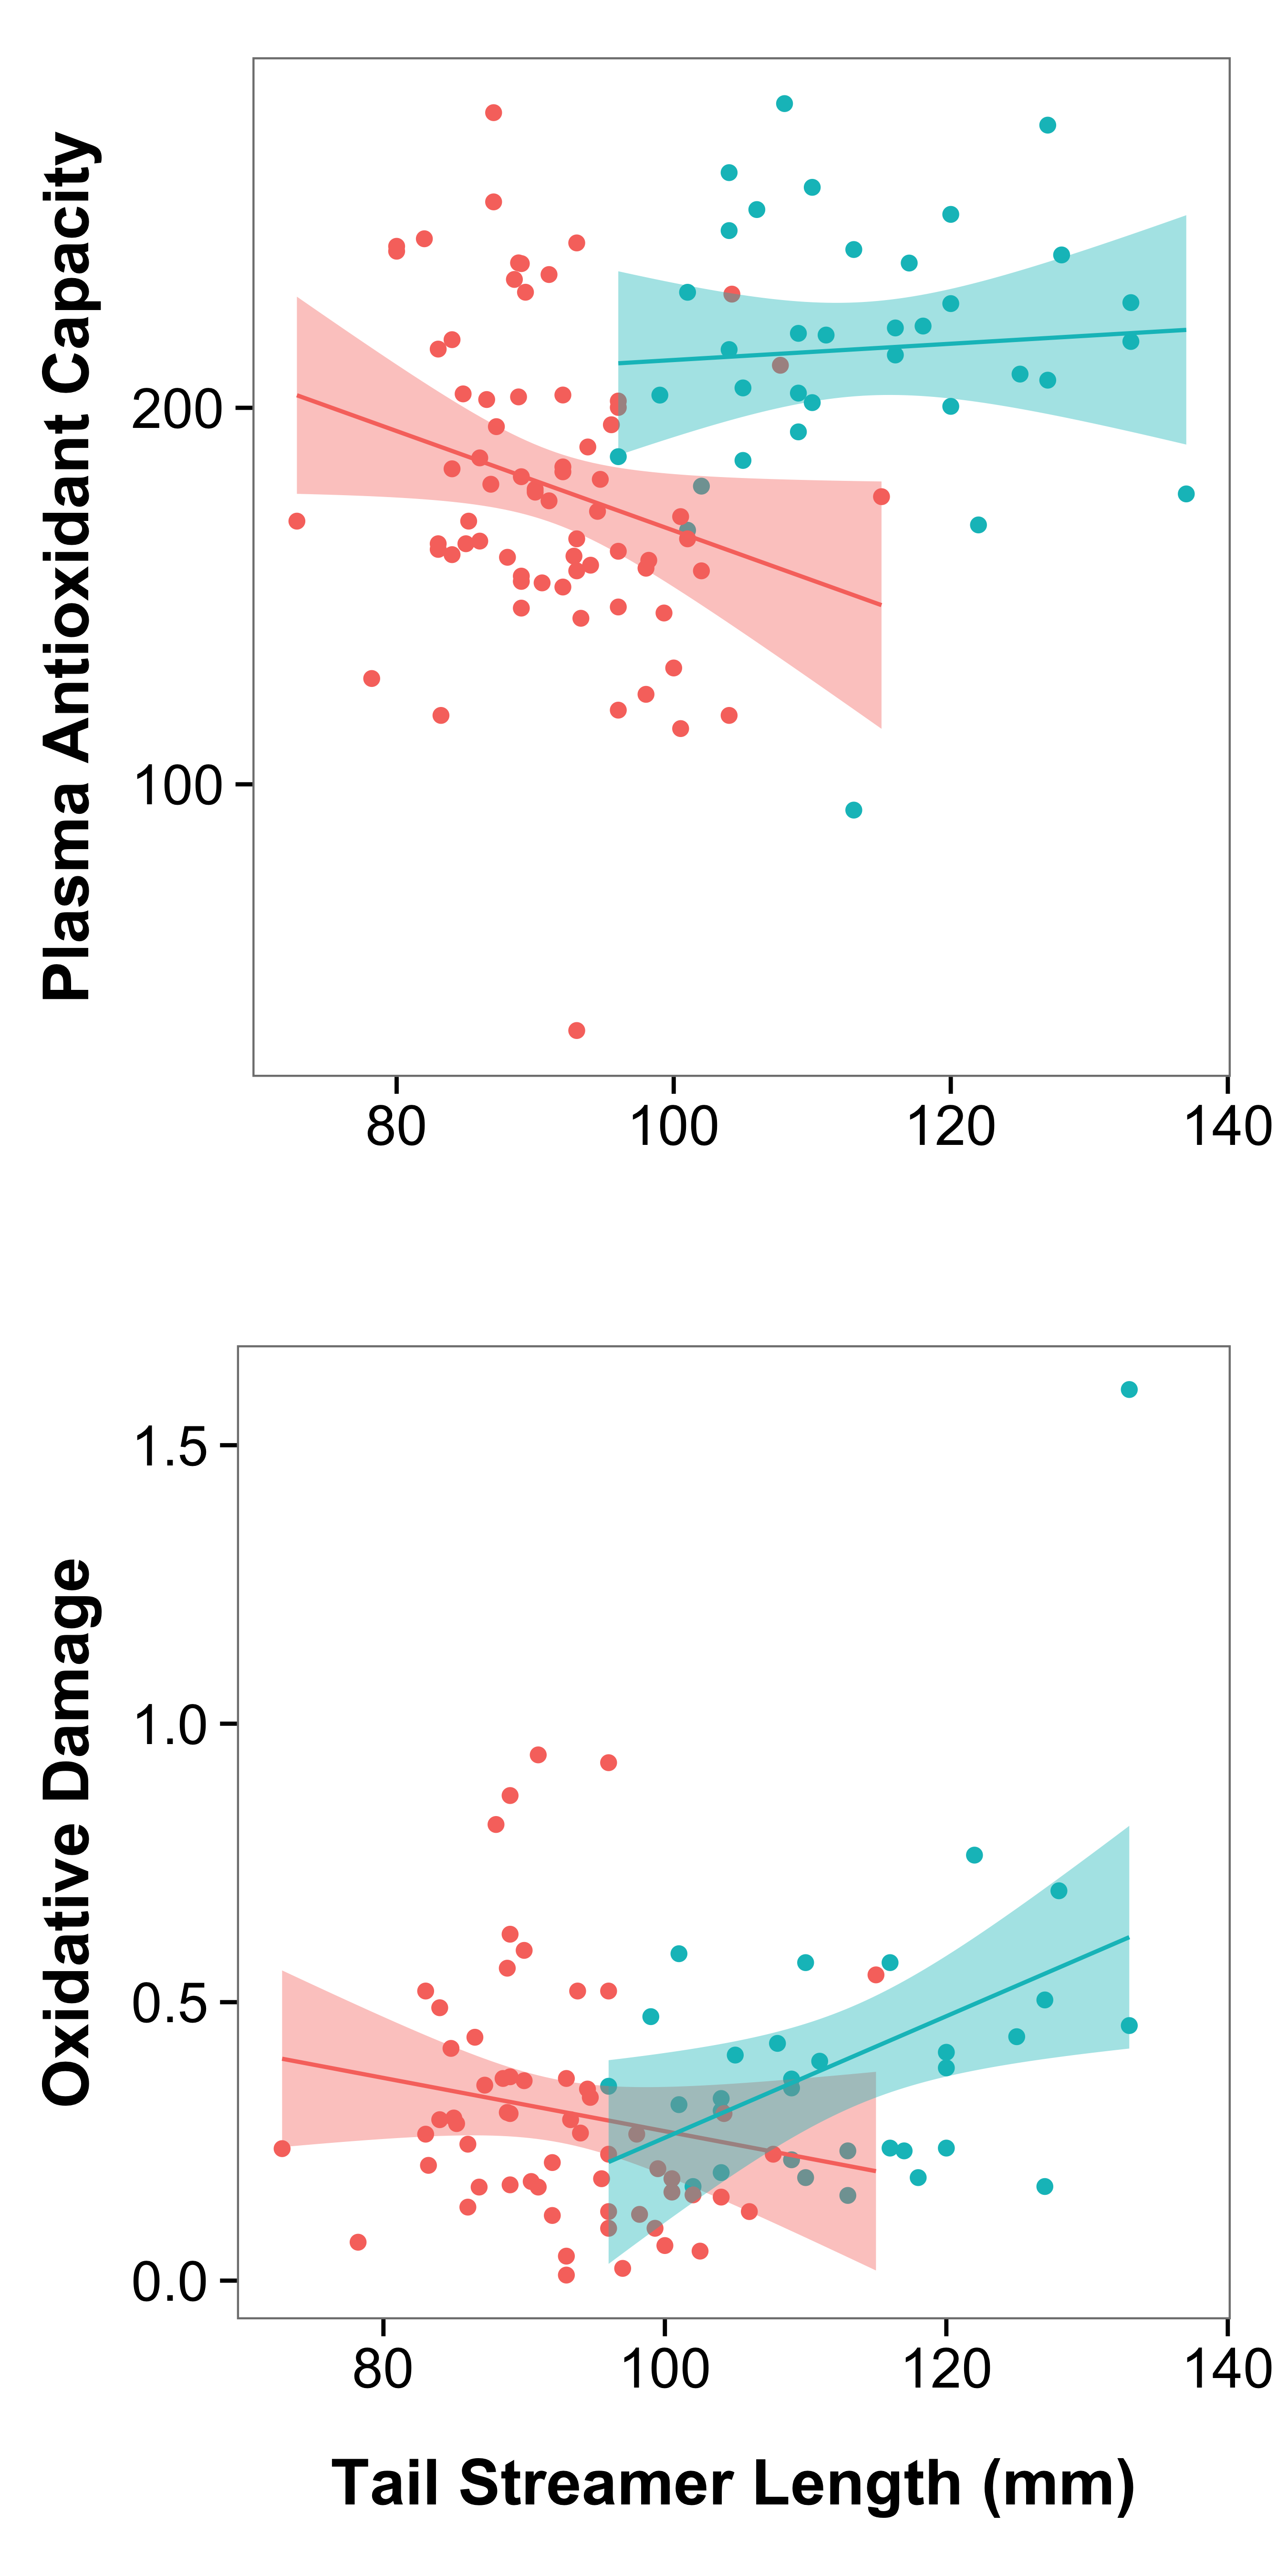 Plasma Antioxidant Capacity
200
100
80 100 120 140
Oxidative Damage
1.5
1.0
0.5
0.0
80 100 120 140
Tail Streamer Length (mm)